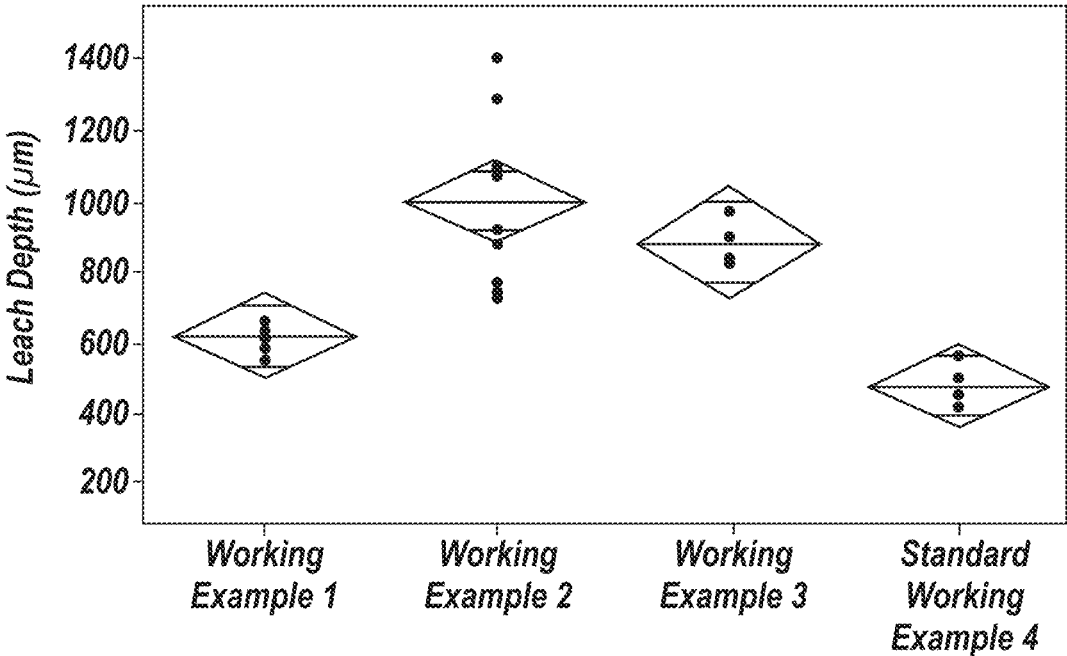 Leach Depth (µm)
1400
1200
1000
800
600
400
200
Working
Example 1
Working
Example 2
Working
Example 3
Standard
Working
Example 4